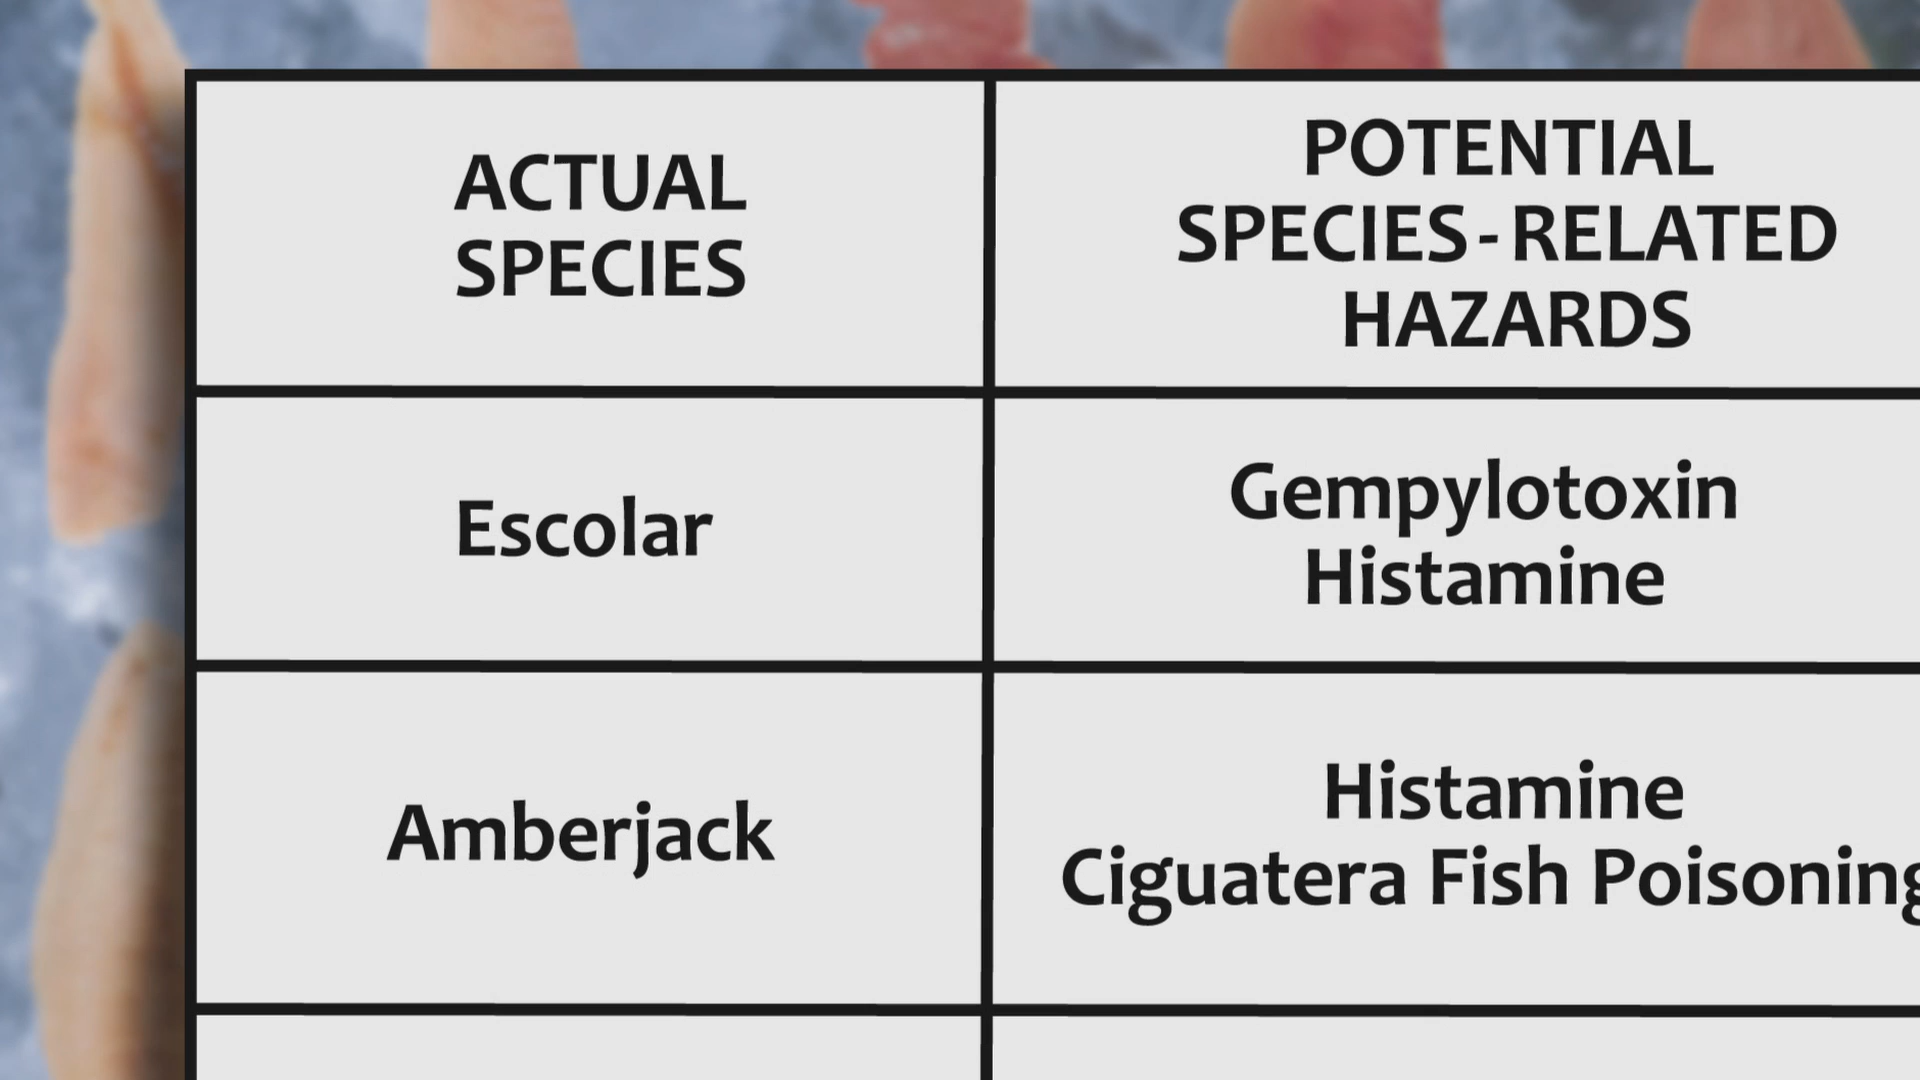 ACTUAL
SPECIES
POTENTIAL
SPECIES-RELATED
HAZARDS
Escolar
Gempylotoxin
Histamine
Amberjack
Histamine
Ciguatera Fish Poisoning